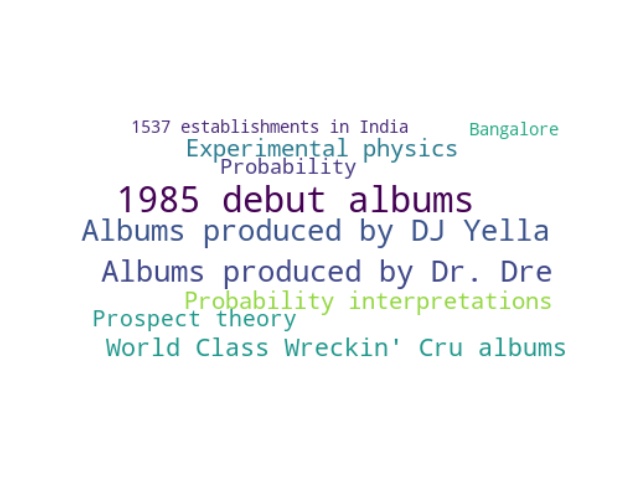 1537 establishments in India
Bangalore
Experimental physics
Probability
1985 debut albums
Albums produced by DJ Yella
Albums produced by Dr. Dre
Probability interpretations
Prospect theory
World Class Wreckin' Cru albums